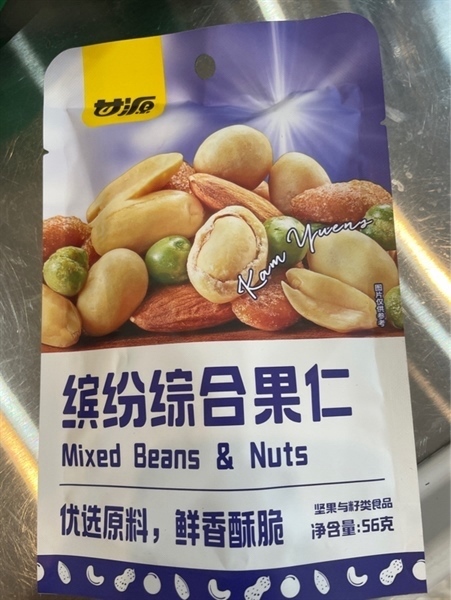 甘源
Kam Yuens
图片仅供参考
缤纷综合果仁
Mixed Beans & Nuts
优选原料，鲜香酥脆
坚果与籽类食品
净含量:56克